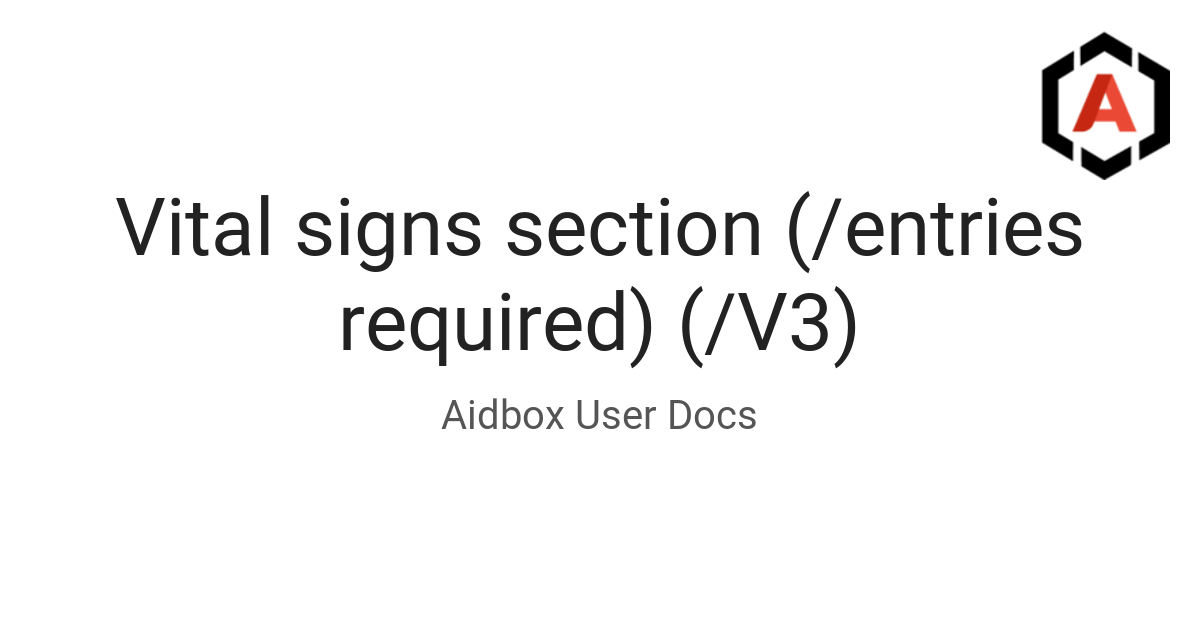 Vital signs section (/entries
required) (/V3)
Aidbox User Docs